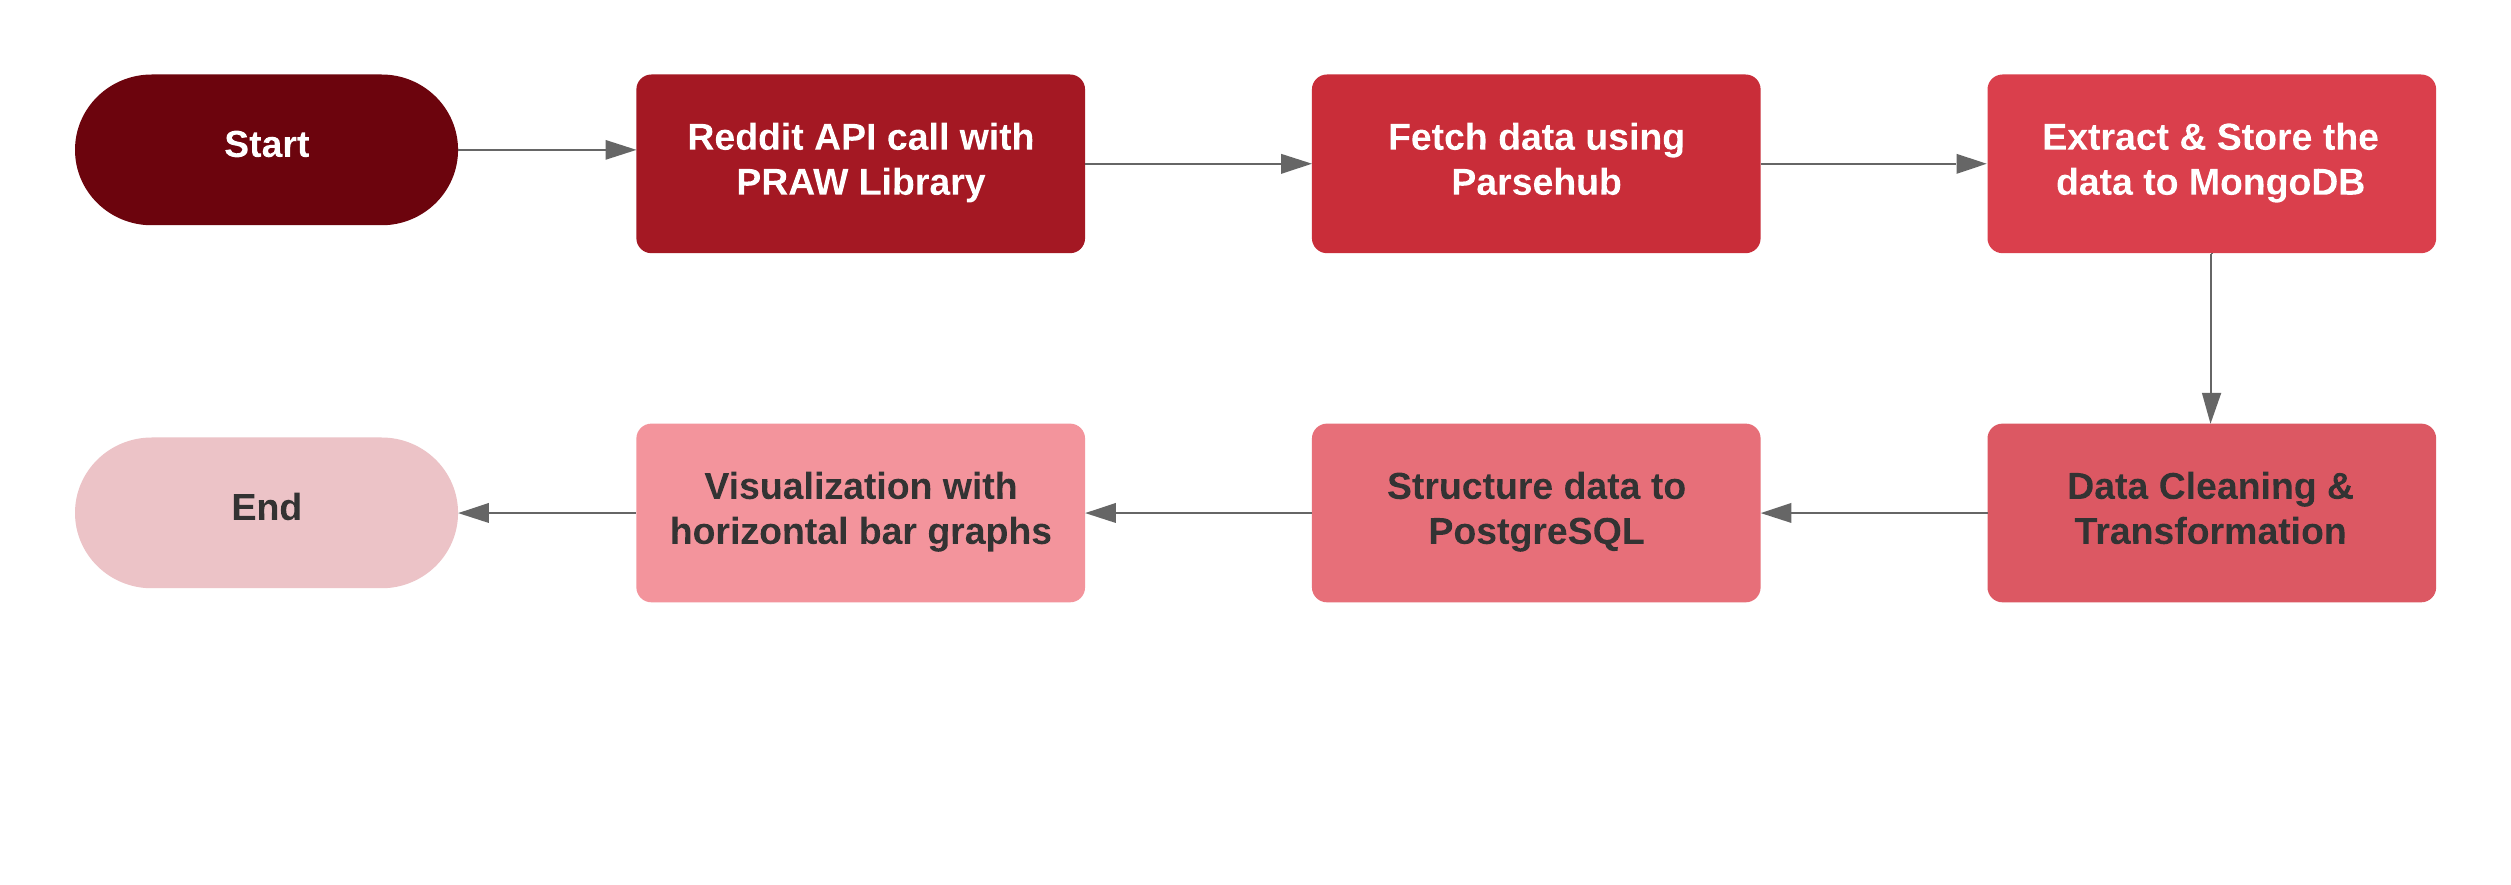 Start
Reddit API call with
PRAW Library
Fetch data using
Parsehub
Extract & Store the
data to MongoDB
Data Cleaning &
Transformation
Structure data to
PostgreSQL
Visualization with
horizontal bar graphs
End